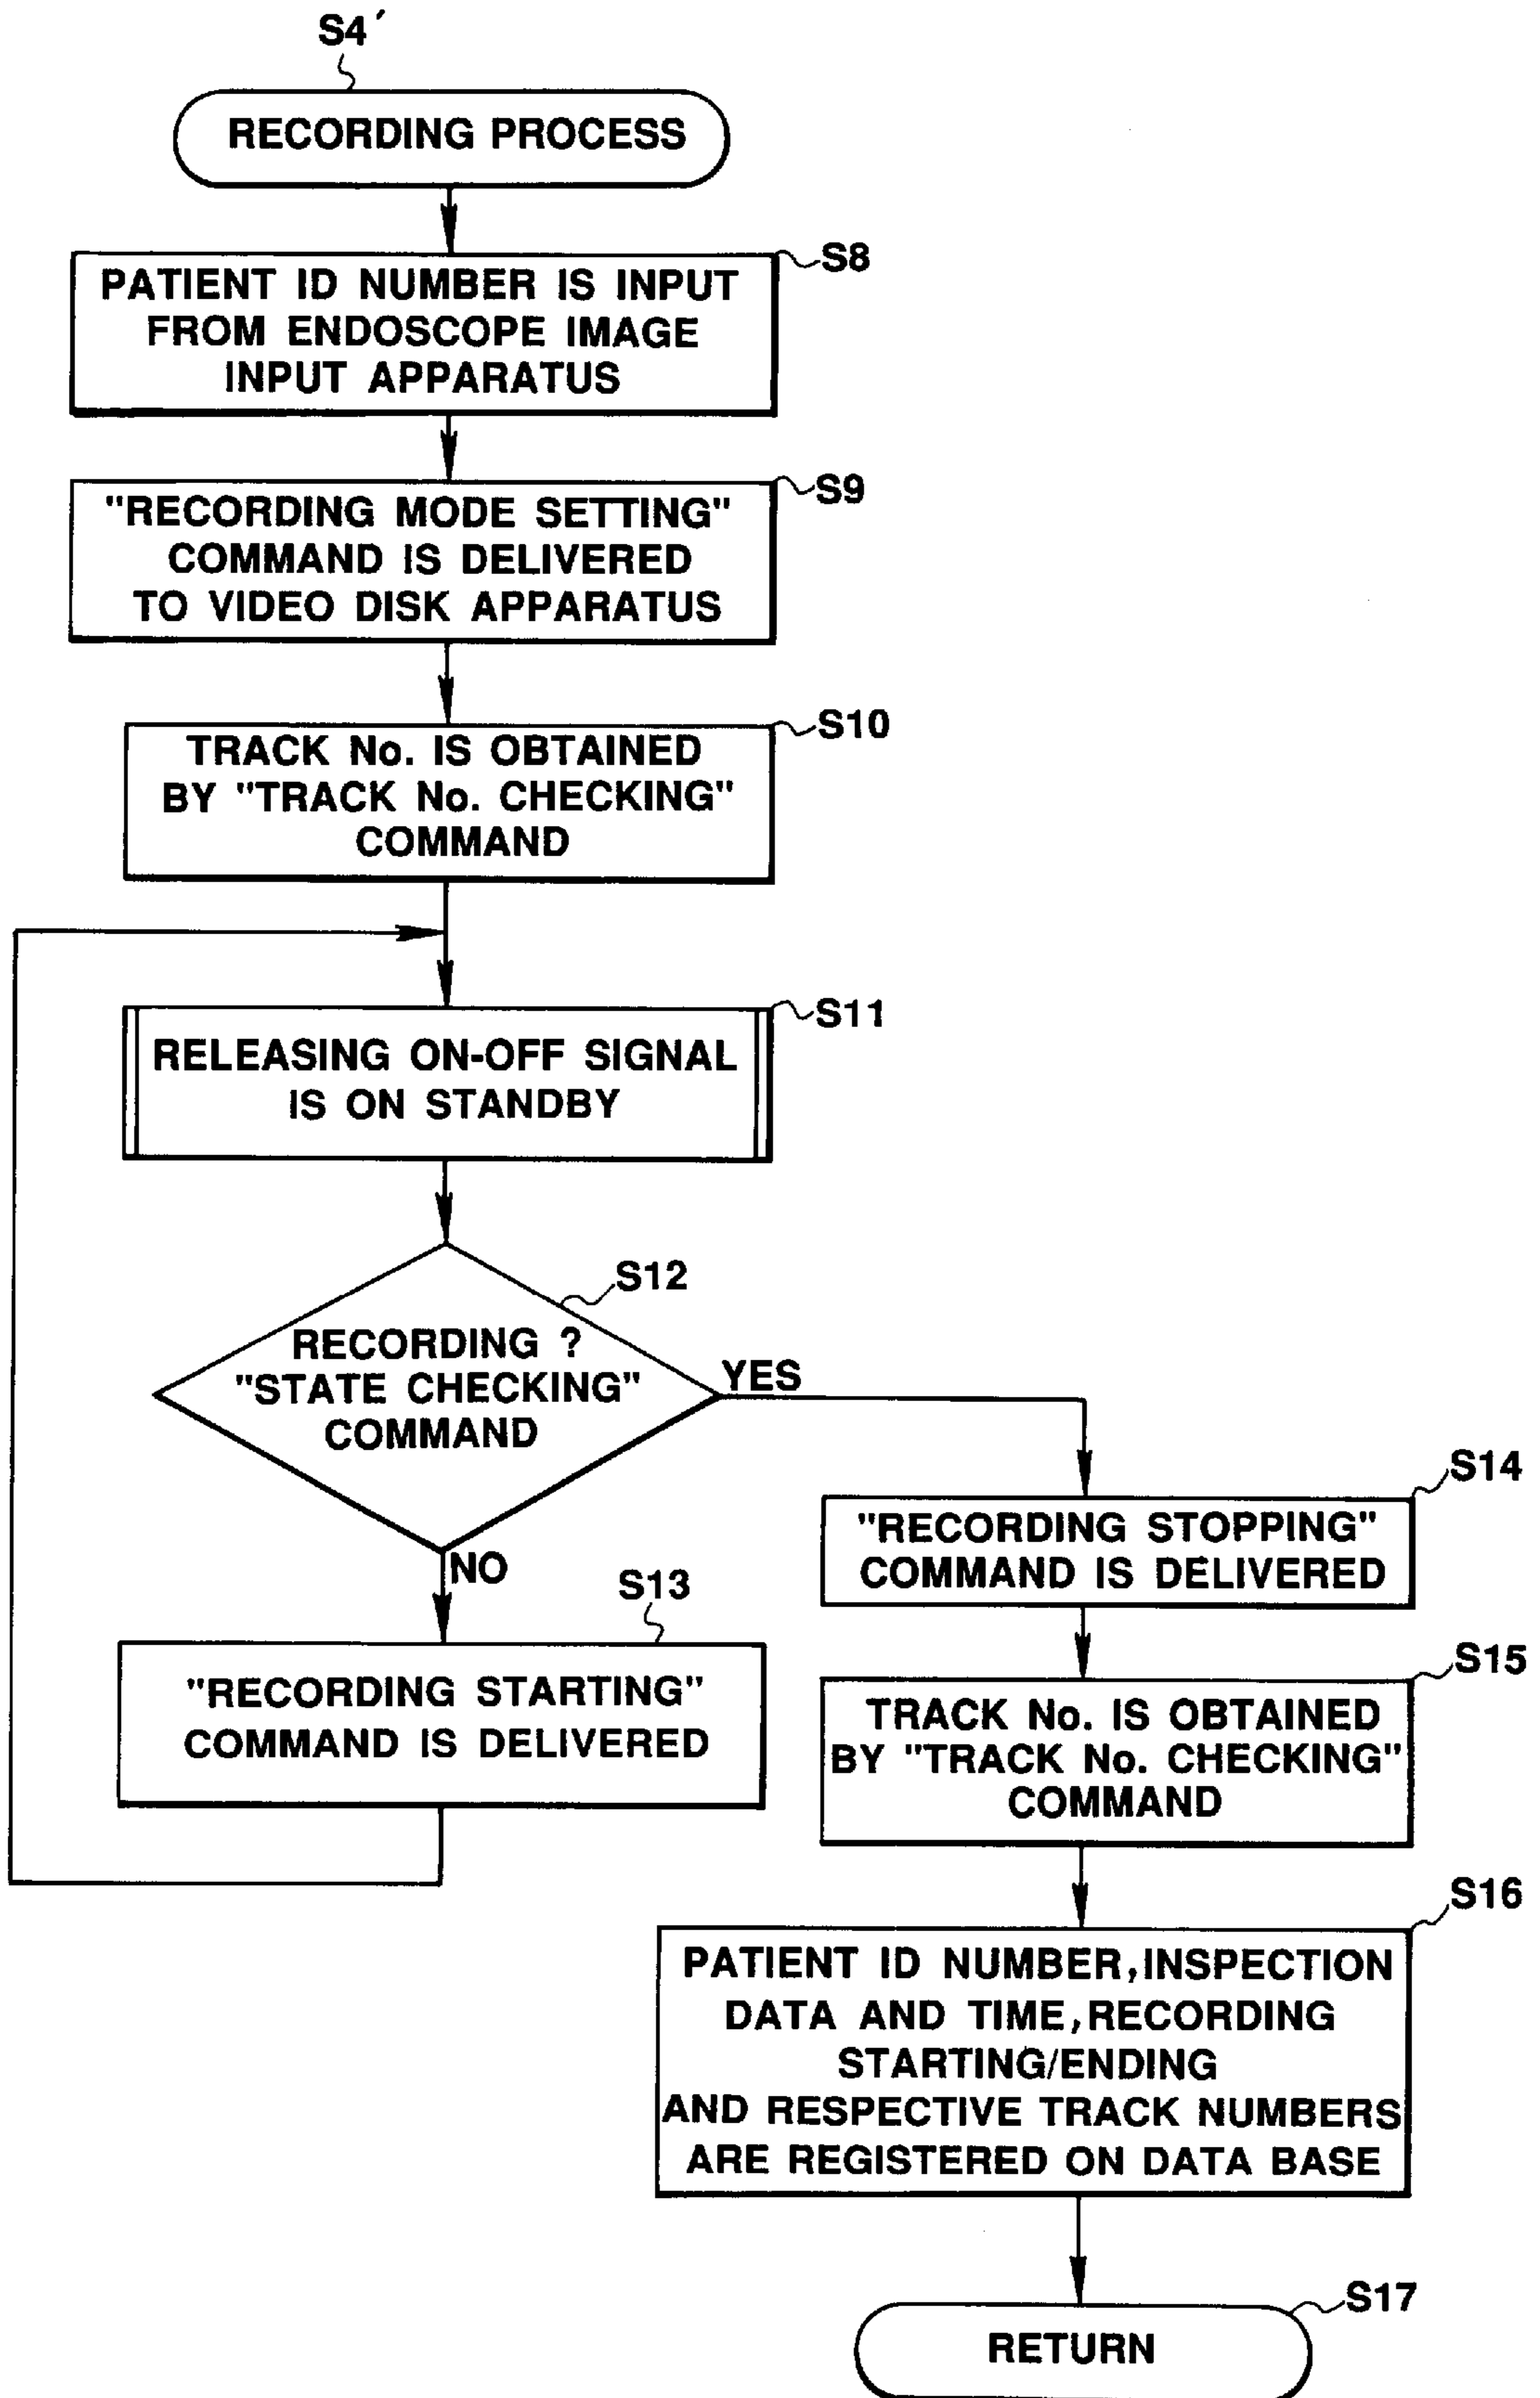 S4´
RECORDING PROCESS
S8
PATIENT ID NUMBER IS INPUT
FROM ENDOSCOPE IMAGE
INPUT APPARATUS
S9
"RECORDING MODE SETTING"
COMMAND IS DELIVERED
TO VIDEO DISK APPARATUS
S10
TRACK No. IS OBTAINED
BY "TRACK No. CHECKING"
COMMAND
S11
RELEASING ON-OFF SIGNAL
IS ON STANDBY
S12
RECORDING ?
"STATE CHECKING"
COMMAND
YES
NO
S13
"RECORDING STARTING"
COMMAND IS DELIVERED
S14
"RECORDING STOPPING"
COMMAND IS DELIVERED
S15
TRACK No. IS OBTAINED
BY "TRACK No. CHECKING"
COMMAND
S16
PATIENT ID NUMBER, INSPECTION
DATA AND TIME, RECORDING
STARTING/ENDING
AND RESPECTIVE TRACK NUMBERS
ARE REGISTERED ON DATA BASE
S17
RETURN